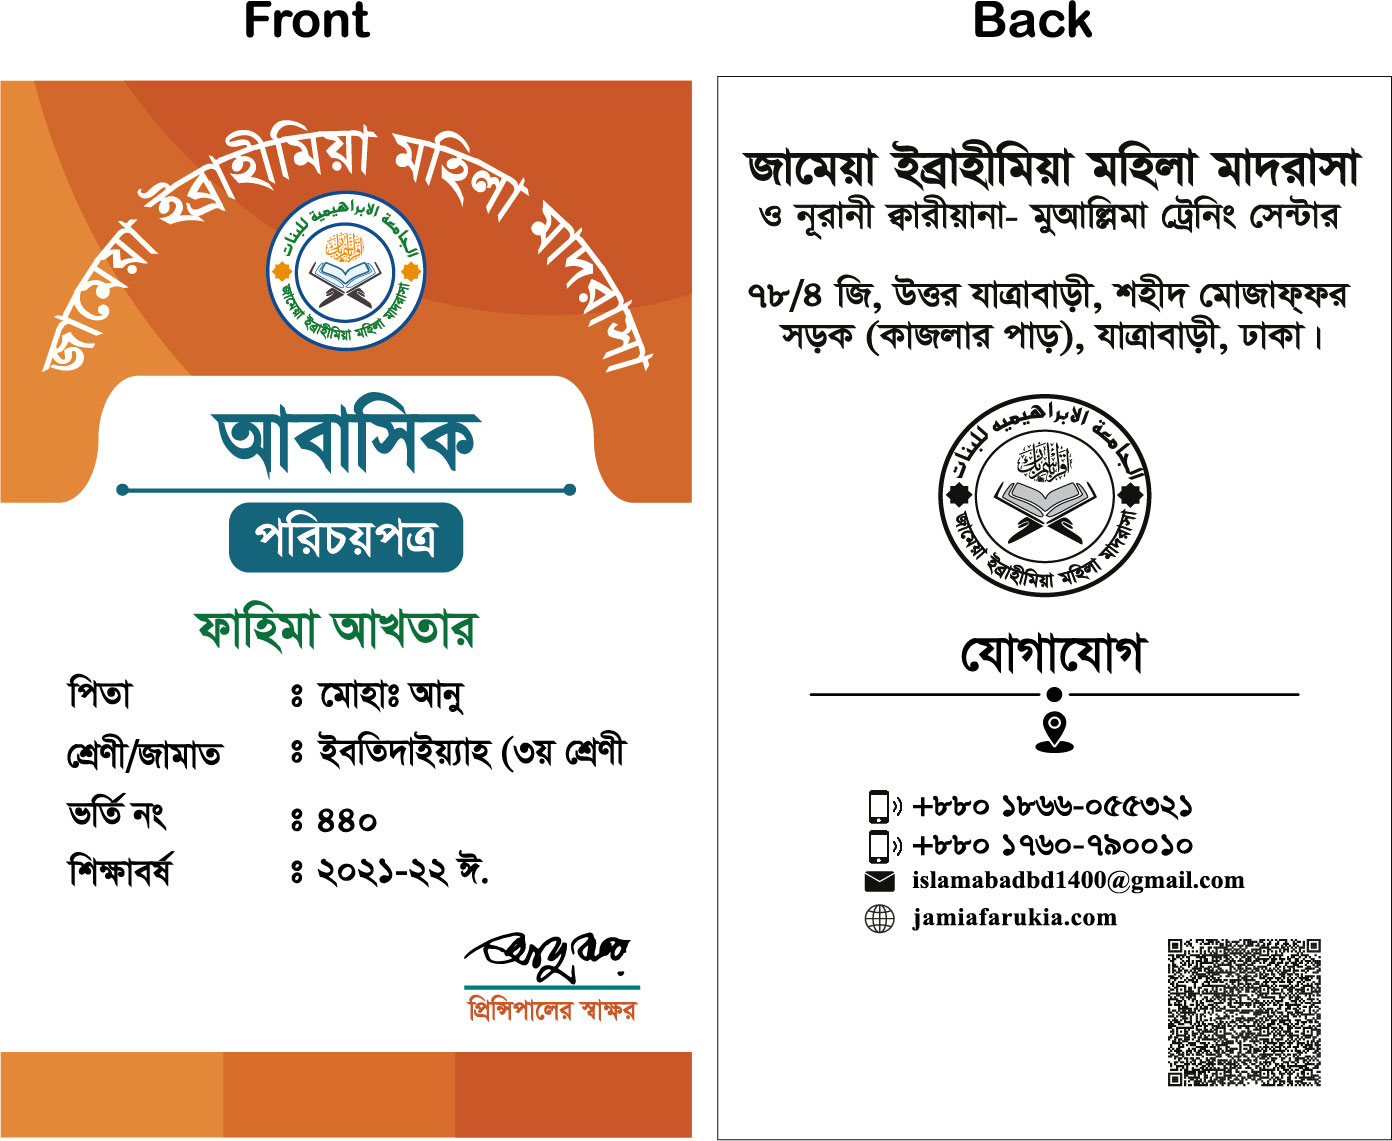 Front
জামেয়া ইব্রাহীমিয়া মহিলা মাদরাসা
الجامعة الابراهيمية للبنات
জামেয়া ইব্রাহীমিয়া মহিলা মাদরাসা
আবাসিক
পরিচয়পত্র
ফাহিমা আখতার
পিতা ঃ মোহাঃ আনু
শ্রেণী/জামাত ঃ ইবতিদাইয়্যাহ (৩য় শ্রেণী
ভর্তি নং ঃ ৪৪০
শিক্ষাবর্ষ ঃ ২০২১-২২ ঈ.
প্রিন্সিপালের স্বাক্ষর
Back
জামেয়া ইব্রাহীমিয়া মহিলা মাদরাসা
ও নূরানী ক্বারীয়ানা- মুআল্লিমা ট্রেনিং সেন্টার
৭৮/৪ জি, উত্তর যাত্রাবাড়ী, শহীদ মোজাফ্ফর
সড়ক (কাজলার পাড়), যাত্রাবাড়ী, ঢাকা।
الجامعة الابراهيميه للبنات
জামেয়া ইব্রাহীমিয়া মহিলা মাদরাসা
যোগাযোগ
+৮৮০ ১৮৬৬-০৫৫৩২১
+৮৮০ ১৭৬০-৭৯০০১০
islamabadbd1400@gmail.com
jamiafarukia.com